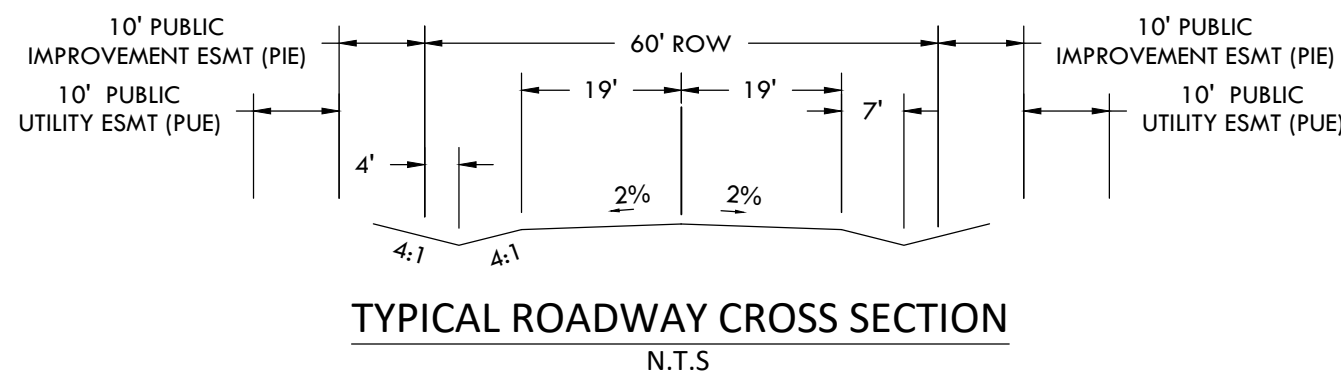 10' PUBLIC
IMPROVEMENT ESMT (PIE)
60' ROW
10' PUBLIC
IMPROVEMENT ESMT (PIE)
10' PUBLIC
UTILITY ESMT (PUE)
19'
19'
7'
10' PUBLIC
UTILITY ESMT (PUE)
4'
2%
2%
4:1
4:1
TYPICAL ROADWAY CROSS SECTION
N.T.S